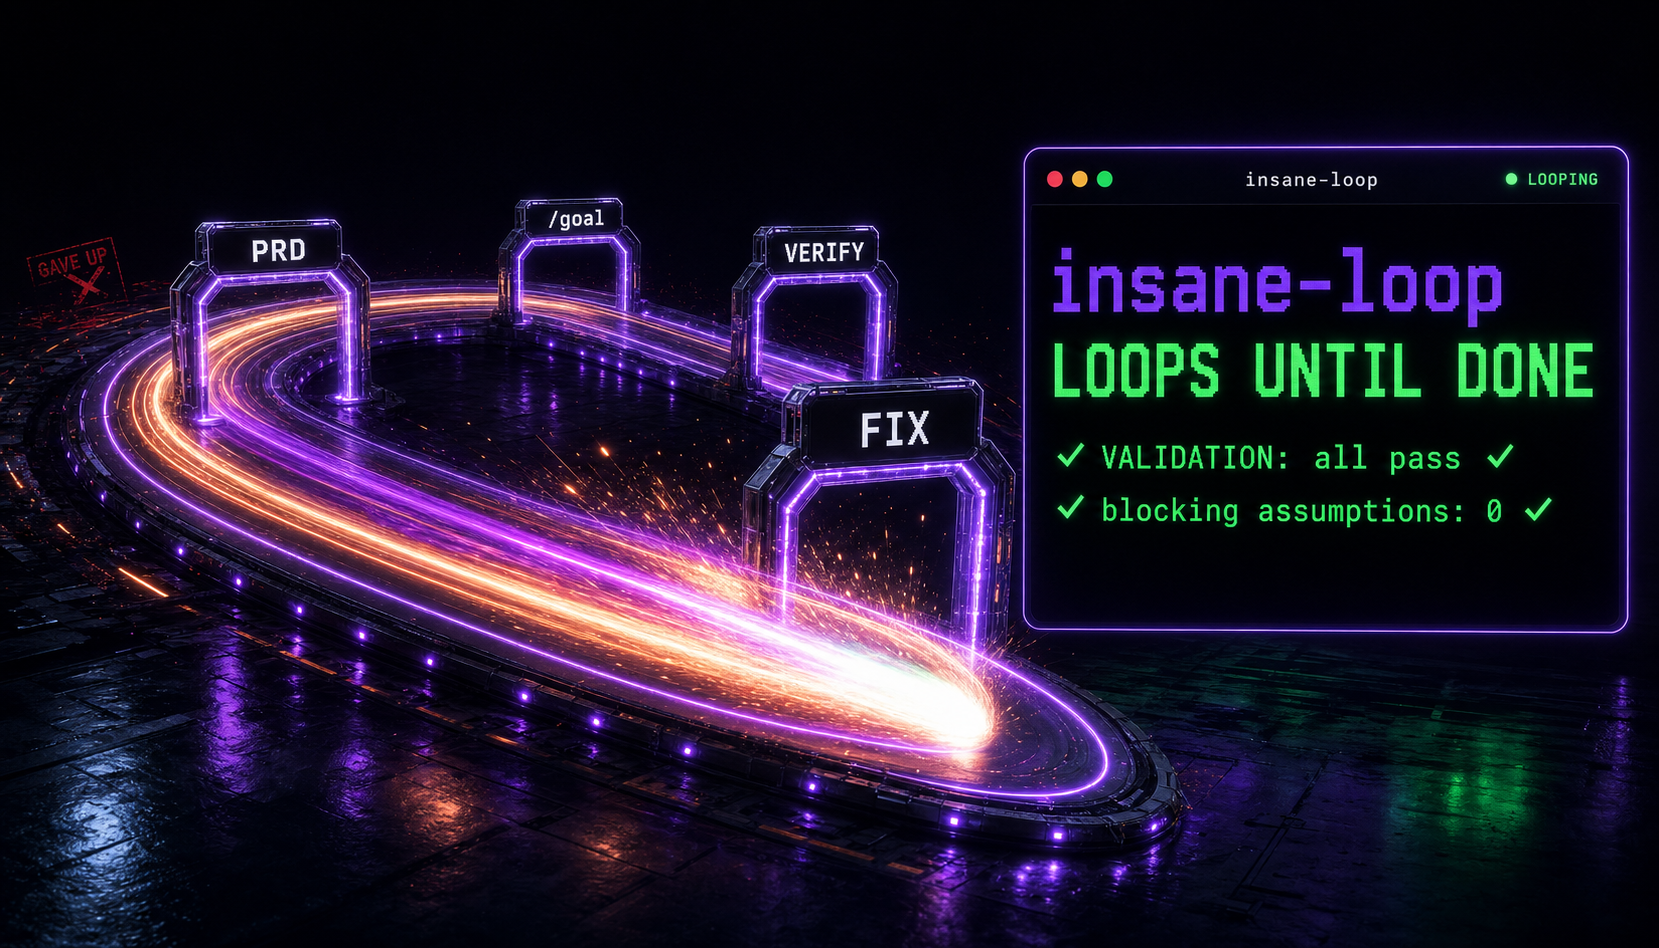 GAVE UP
PRD
/goal
VERIFY
FIX
insane-loop
LOOPING
insane-loop
LOOPS UNTIL DONE
✓ VALIDATION: all pass ✓
✓ blocking assumptions: 0 ✓